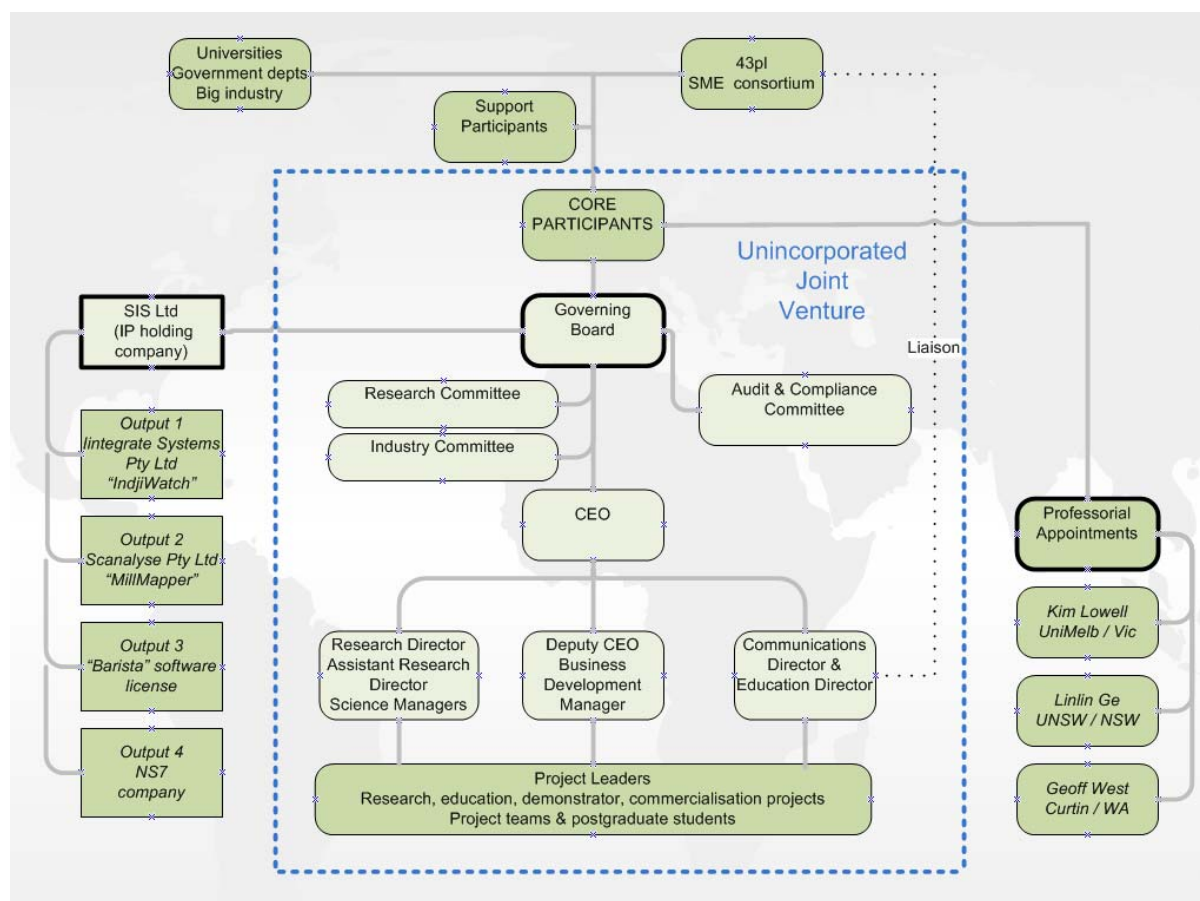 Universities
Government depts
Big industry
43pl
SME consortium
Support
Participants
CORE
PARTICIPANTS
Unincorporated
Joint
Venture
SIS Ltd
(IP holding
company)
Governing
Board
Liaison
Research Committee
Audit & Compliance
Committee
Industry Committee
Output 1
Iintegrate Systems
Pty Ltd
“IndjiWatch”
CEO
Professorial
Appointments
Output 2
Scanalyse Pty Ltd
“MillMapper”
Kim Lowell
UniMelb / Vic
Output 3
“Barista” software
license
Research Director
Assistant Research
Director
Science Managers
Deputy CEO
Business
Development
Manager
Communications
Director &
Education Director
Linlin Ge
UNSW / NSW
Output 4
NS7
company
Project Leaders
Research, education, demonstrator, commercialisation projects
Project teams & postgraduate students
Geoff West
Curtin / WA